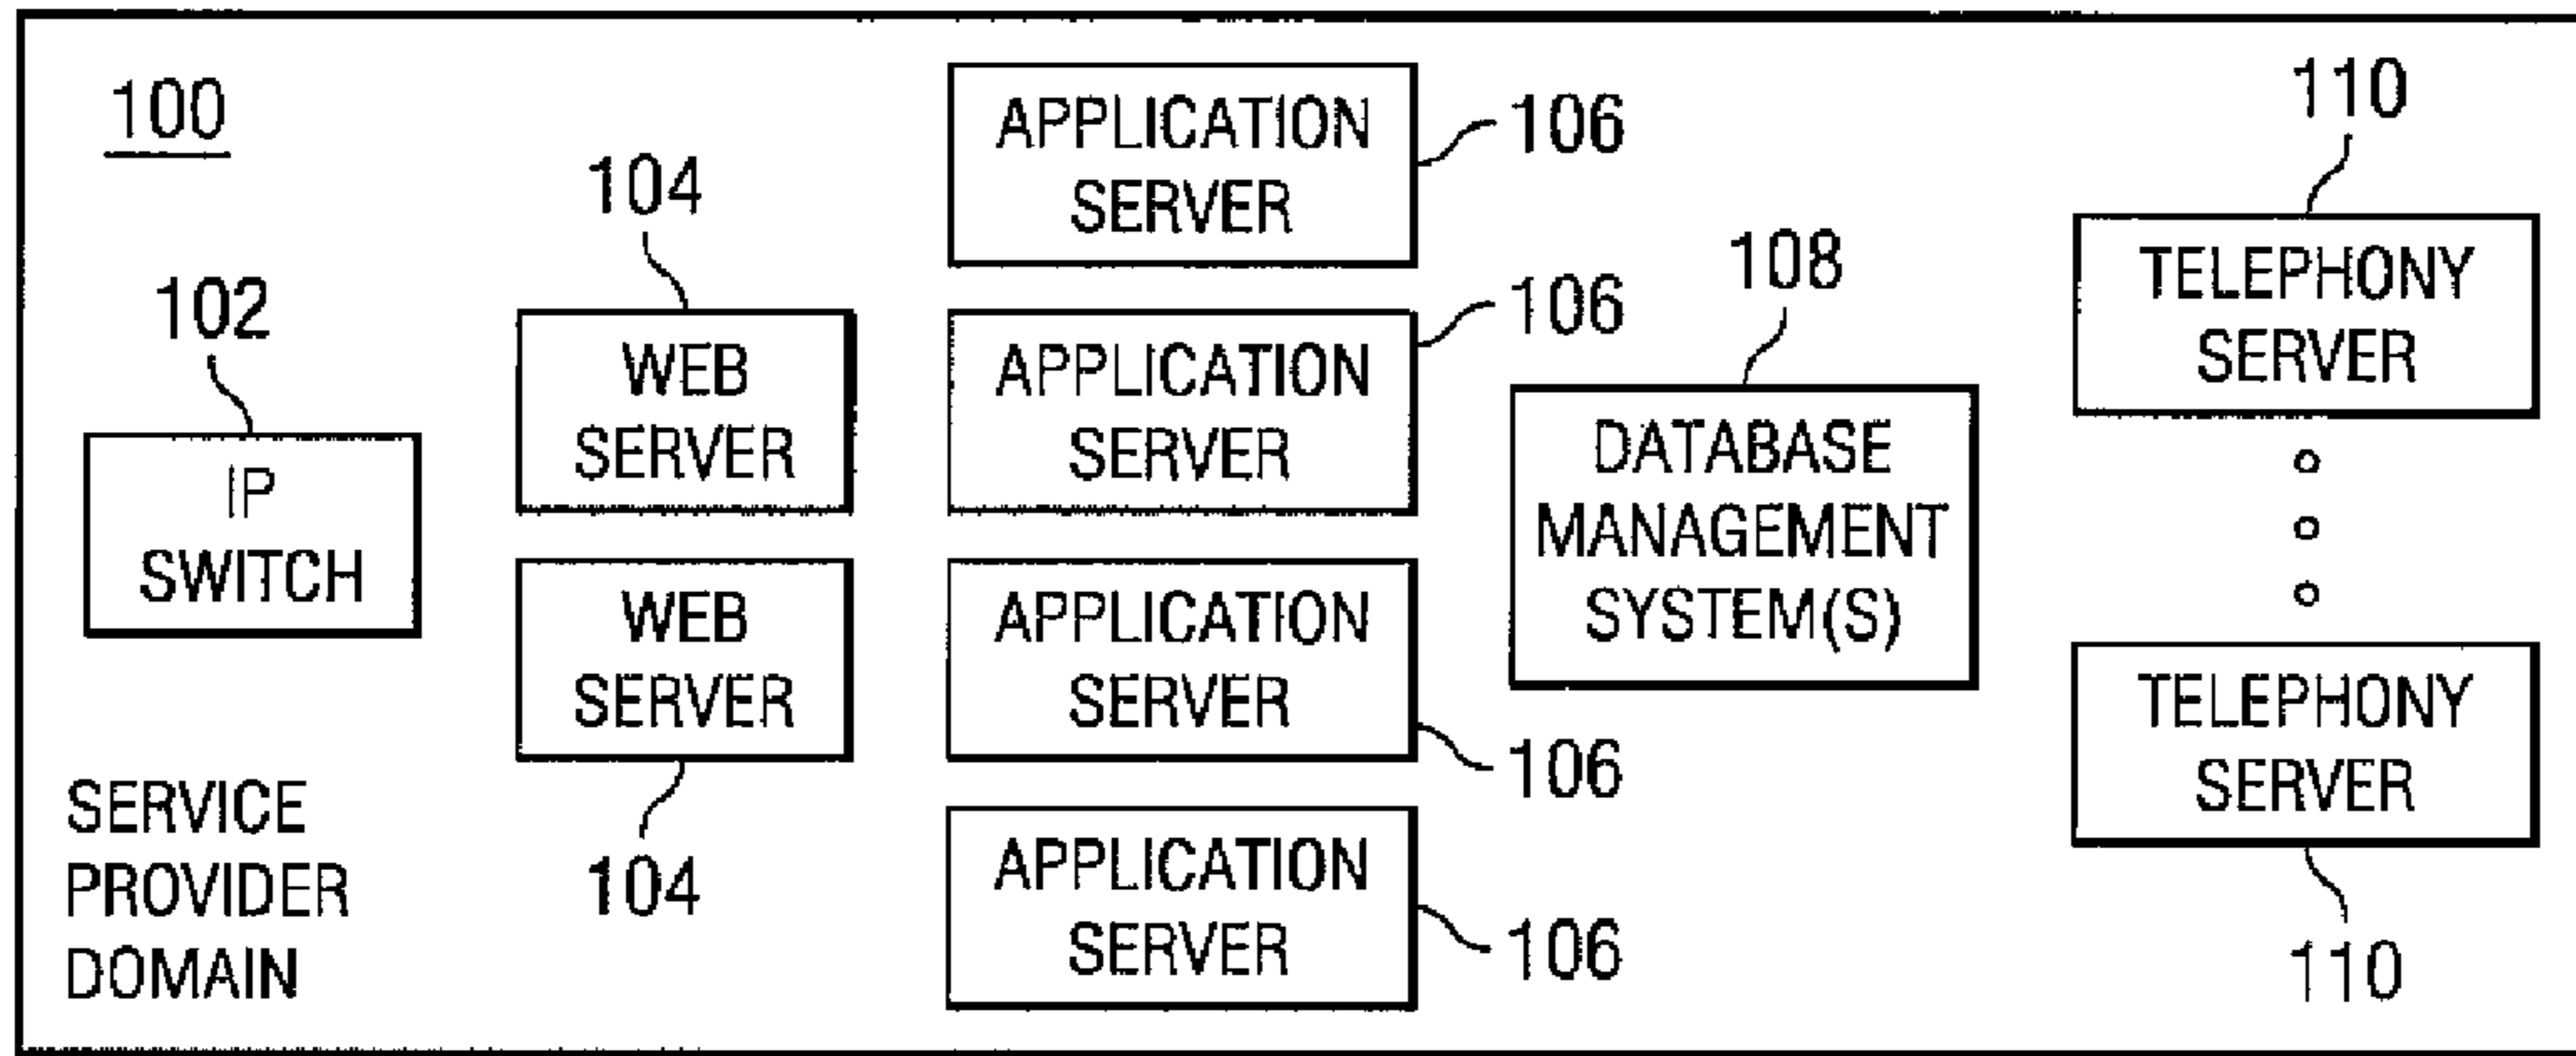 100
102
IP
SWITCH
SERVICE
PROVIDER
DOMAIN
104
WEB
SERVER
WEB
SERVER
104
APPLICATION
SERVER
106
APPLICATION
SERVER
106
APPLICATION
SERVER
106
APPLICATION
SERVER
106
108
DATABASE
MANAGEMENT
SYSTEM(S)
110
TELEPHONY
SERVER
TELEPHONY
SERVER
110